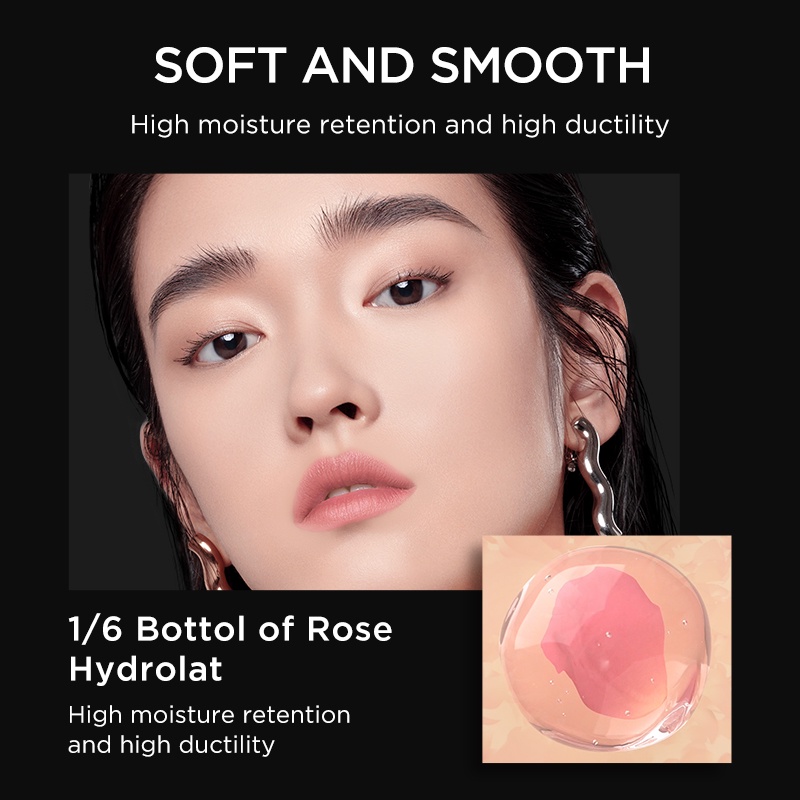 SOFT AND SMOOTH
High moisture retention and high ductility
1/6 Bottol of Rose
Hydrolat
High moisture retention
and high ductility